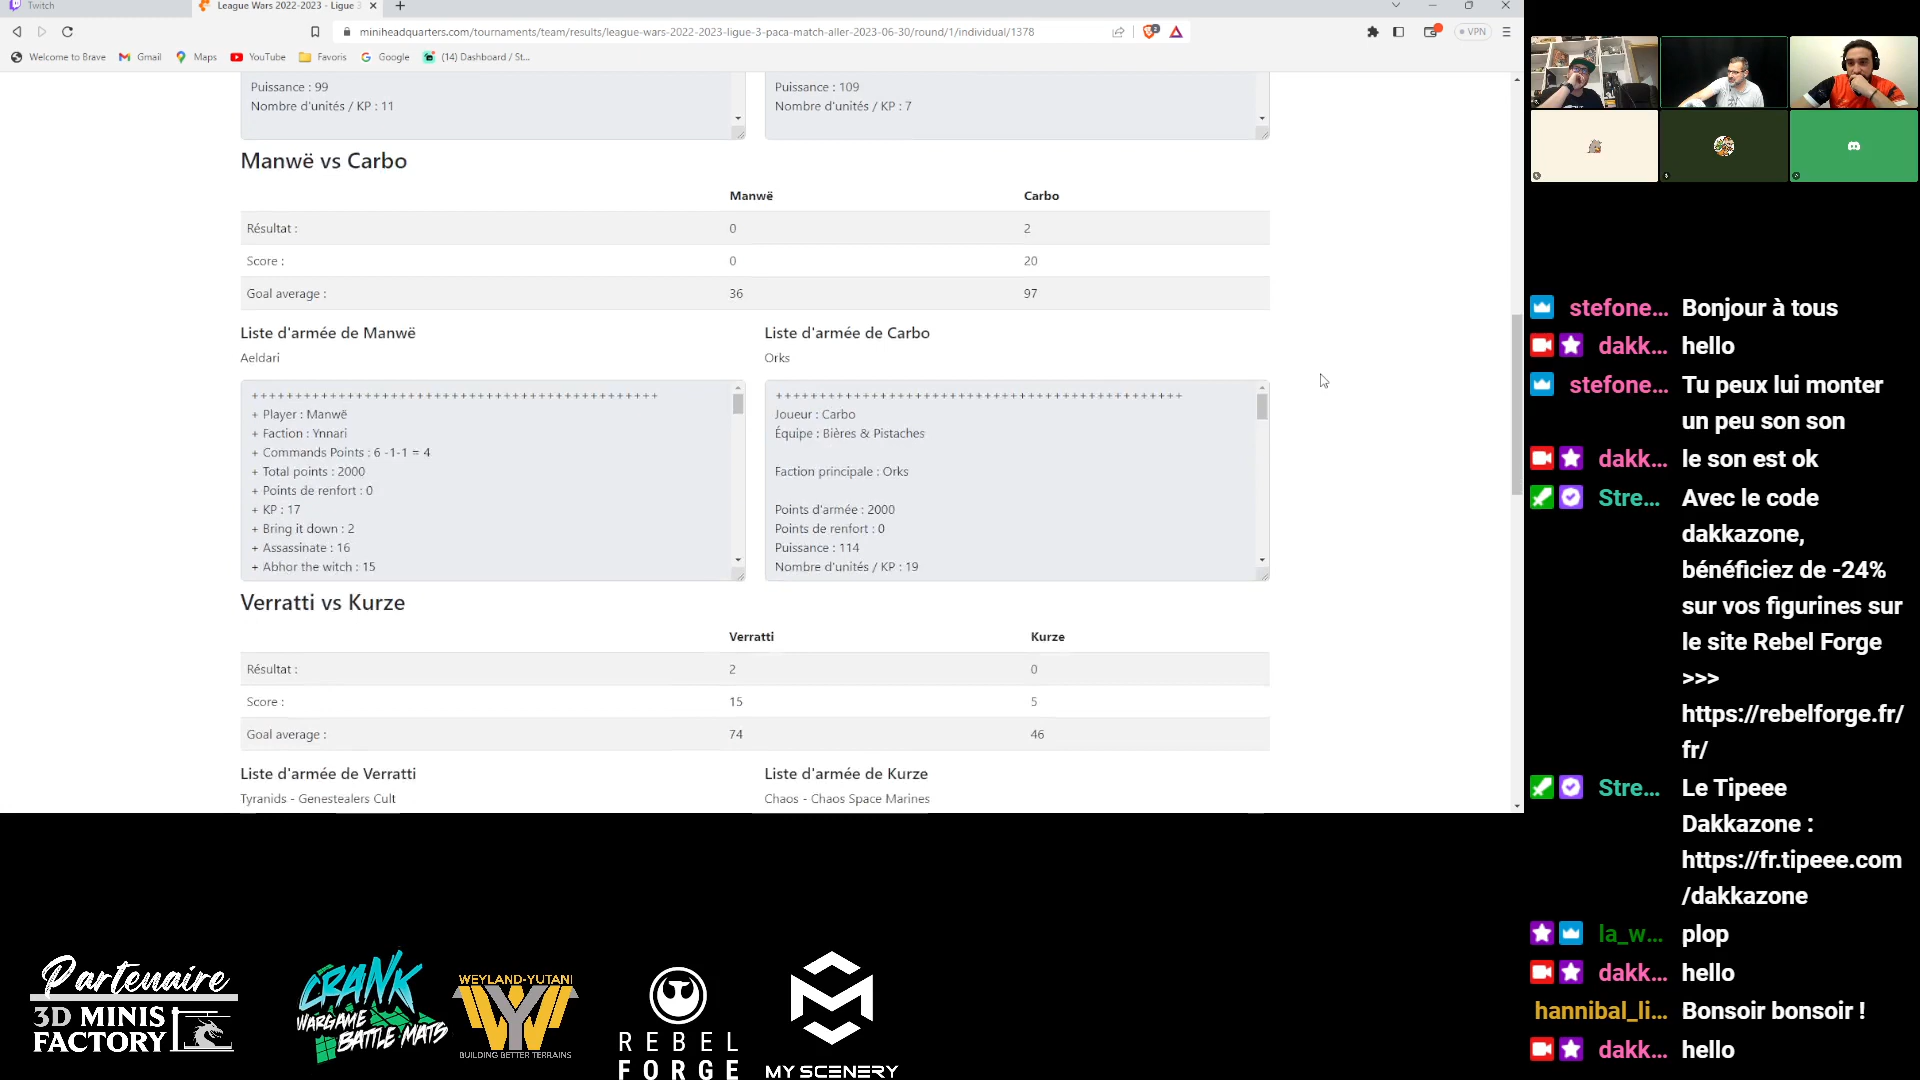 Twitch
League Wars 2022-2023 - Ligue 3
miniheadquarters.com/tournaments/team/results/league-wars-2022-2023-ligue-3-paca-match-aller-2023-06-30/round/1/individual/1378
VPN
Welcome to Brave
Gmail
Maps
YouTube
Favoris
Google
(14) Dashboard / St...
Puissance : 99
Nombre d'unités / KP : 11
Puissance : 109
Nombre d'unités / KP : 7
Manwë vs Carbo
Manwë Carbo
Résultat : 0 2
Score : 0 20
Goal average : 36 97
Liste d'armée de Manwë
Aeldari
+ Player : Manwë
+ Faction : Ynnari
+ Commands Points : 6 -1-1 = 4
+ Total points : 2000
+ Points de renfort : 0
+ KP : 17
+ Bring it down : 2
+ Assassinate : 16
+ Abhor the witch : 15
Liste d'armée de Carbo
Orks
Joueur : Carbo
Équipe : Bières & Pistaches
Faction principale : Orks
Points d'armée : 2000
Points de renfort : 0
Puissance : 114
Nombre d'unités / KP : 19
Verratti vs Kurze
Verratti Kurze
Résultat : 2 0
Score : 15 5
Goal average : 74 46
Liste d'armée de Verratti
Tyranids - Genestealers Cult
Liste d'armée de Kurze
Chaos - Chaos Space Marines
stefone... Bonjour à tous
dakk... hello
stefone... Tu peux lui monter
un peu son son
dakk... le son est ok
Stre... Avec le code
dakkazone,
bénéficiez de -24%
sur vos figurines sur
le site Rebel Forge
>>>
https://rebelforge.fr/
fr/
Stre... Le Tipeee
Dakkazone :
https://fr.tipeee.com
/dakkazone
la_w... plop
dakk... hello
hannibal_li... Bonsoir bonsoir !
dakk... hello
Partenaire
3D MINIS
FACTORY
CRANK
WARGAME
BATTLE MATS
WEYLAND-YUTANI
BUILDING BETTER TERRAINS
REBEL
FORGE
MY SCENERY